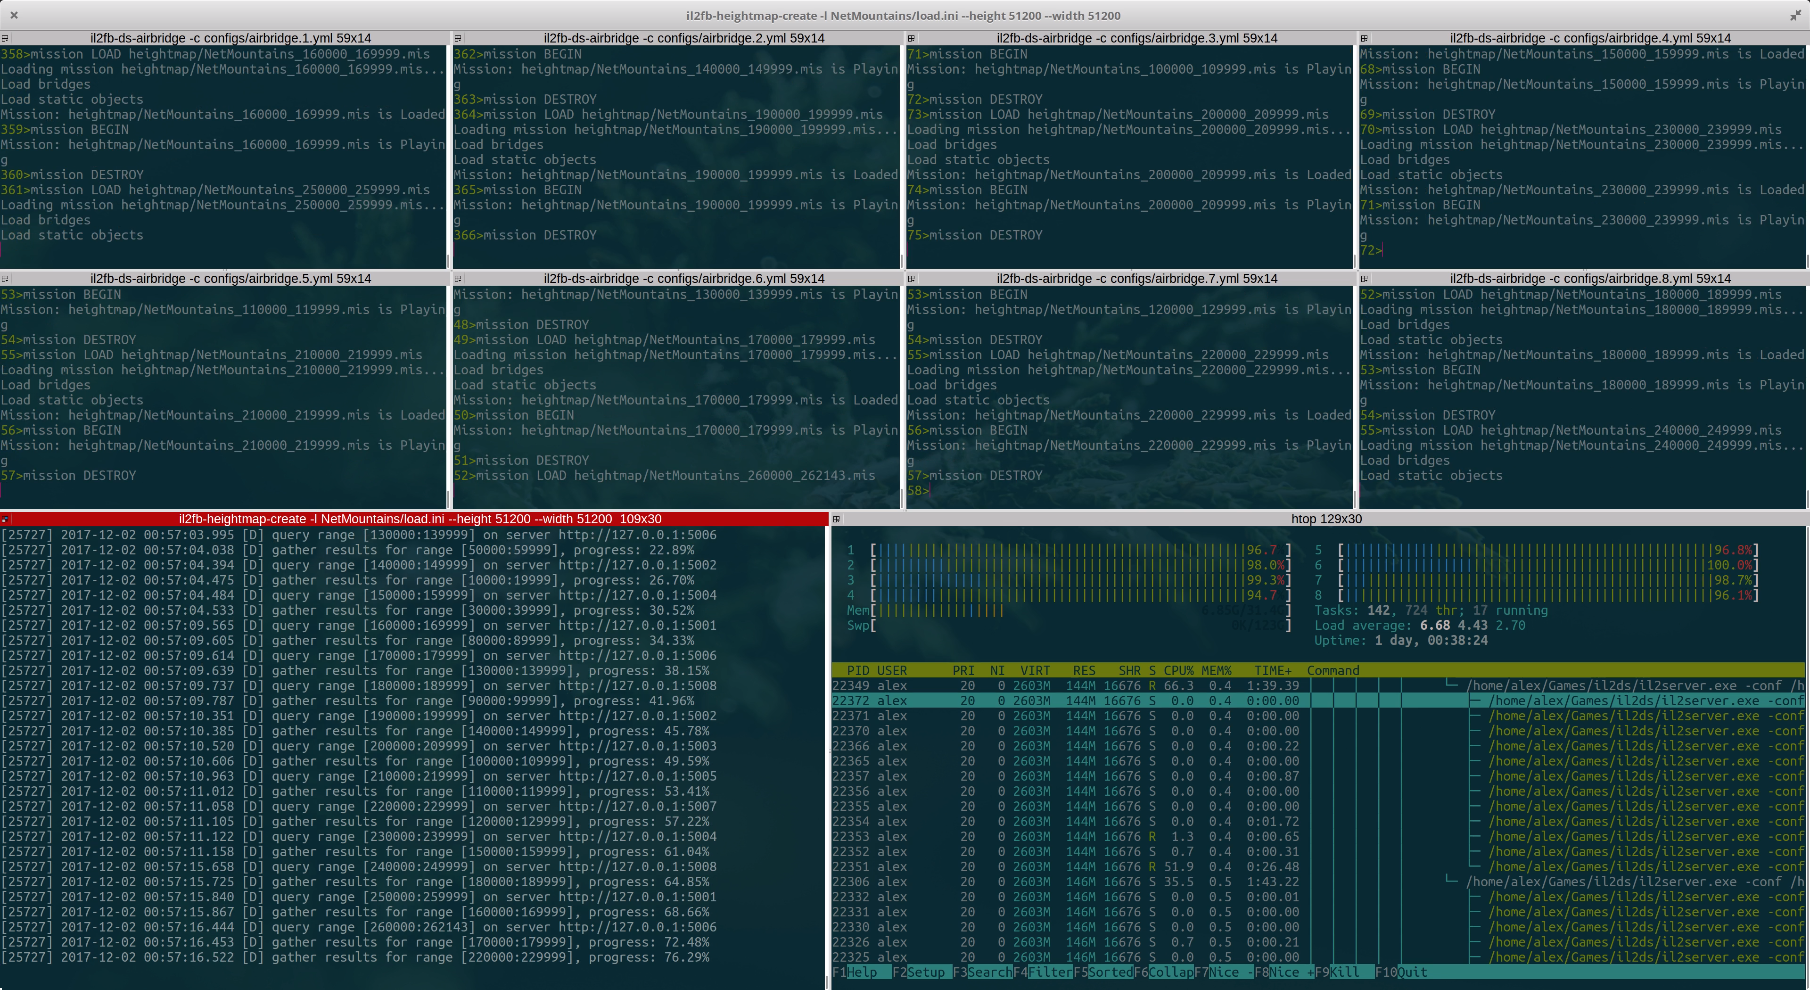 il2fb-heightmap-create -l NetMountains/load.ini --height 51200 --width 51200
il2fb-ds-airbridge -c configs/airbridge.1.yml 59x14
358>mission LOAD heightmap/NetMountains_160000_169999.mis
Loading mission heightmap/NetMountains_160000_169999.mis...
Load bridges
Load static objects
Mission: heightmap/NetMountains_160000_169999.mis is Loaded
359>mission BEGIN
Mission: heightmap/NetMountains_160000_169999.mis is Playin
g
360>mission DESTROY
361>mission LOAD heightmap/NetMountains_250000_259999.mis
Loading mission heightmap/NetMountains_250000_259999.mis...
Load bridges
Load static objects
il2fb-ds-airbridge -c configs/airbridge.2.yml 59x14
362>mission BEGIN
Mission: heightmap/NetMountains_140000_149999.mis is Playin
g
363>mission DESTROY
364>mission LOAD heightmap/NetMountains_190000_199999.mis
Loading mission heightmap/NetMountains_190000_199999.mis...
Load bridges
Load static objects
Mission: heightmap/NetMountains_190000_199999.mis is Loaded
365>mission BEGIN
Mission: heightmap/NetMountains_190000_199999.mis is Playin
g
366>mission DESTROY
il2fb-ds-airbridge -c configs/airbridge.3.yml 59x14
71>mission BEGIN
Mission: heightmap/NetMountains_100000_109999.mis is Playin
g
72>mission DESTROY
73>mission LOAD heightmap/NetMountains_200000_209999.mis
Loading mission heightmap/NetMountains_200000_209999.mis...
Load bridges
Load static objects
Mission: heightmap/NetMountains_200000_209999.mis is Loaded
74>mission BEGIN
Mission: heightmap/NetMountains_200000_209999.mis is Playin
g
75>mission DESTROY
il2fb-ds-airbridge -c configs/airbridge.4.yml 59x14
Mission: heightmap/NetMountains_150000_159999.mis is Loaded
68>mission BEGIN
Mission: heightmap/NetMountains_150000_159999.mis is Playin
g
69>mission DESTROY
70>mission LOAD heightmap/NetMountains_230000_239999.mis
Loading mission heightmap/NetMountains_230000_239999.mis...
Load bridges
Load static objects
Mission: heightmap/NetMountains_230000_239999.mis is Loaded
71>mission BEGIN
Mission: heightmap/NetMountains_230000_239999.mis is Playin
g
72>
il2fb-ds-airbridge -c configs/airbridge.5.yml 59x14
53>mission BEGIN
Mission: heightmap/NetMountains_110000_119999.mis is Playin
g
54>mission DESTROY
55>mission LOAD heightmap/NetMountains_210000_219999.mis
Loading mission heightmap/NetMountains_210000_219999.mis...
Load bridges
Load static objects
Mission: heightmap/NetMountains_210000_219999.mis is Loaded
56>mission BEGIN
Mission: heightmap/NetMountains_210000_219999.mis is Playin
g
57>mission DESTROY
il2fb-ds-airbridge -c configs/airbridge.6.yml 59x14
Mission: heightmap/NetMountains_130000_139999.mis is Playin
g
48>mission DESTROY
49>mission LOAD heightmap/NetMountains_170000_179999.mis
Loading mission heightmap/NetMountains_170000_179999.mis...
Load bridges
Load static objects
Mission: heightmap/NetMountains_170000_179999.mis is Loaded
50>mission BEGIN
Mission: heightmap/NetMountains_170000_179999.mis is Playin
g
51>mission DESTROY
52>mission LOAD heightmap/NetMountains_260000_262143.mis
il2fb-ds-airbridge -c configs/airbridge.7.yml 59x14
53>mission BEGIN
Mission: heightmap/NetMountains_120000_129999.mis is Playin
g
54>mission DESTROY
55>mission LOAD heightmap/NetMountains_220000_229999.mis
Loading mission heightmap/NetMountains_220000_229999.mis...
Load bridges
Load static objects
Mission: heightmap/NetMountains_220000_229999.mis is Loaded
56>mission BEGIN
Mission: heightmap/NetMountains_220000_229999.mis is Playin
g
57>mission DESTROY
58>
il2fb-ds-airbridge -c configs/airbridge.8.yml 59x14
52>mission LOAD heightmap/NetMountains_180000_189999.mis
Loading mission heightmap/NetMountains_180000_189999.mis...
Load bridges
Load static objects
Mission: heightmap/NetMountains_180000_189999.mis is Loaded
53>mission BEGIN
Mission: heightmap/NetMountains_180000_189999.mis is Playin
g
54>mission DESTROY
55>mission LOAD heightmap/NetMountains_240000_249999.mis
Loading mission heightmap/NetMountains_240000_249999.mis...
Load bridges
Load static objects
il2fb-heightmap-create -l NetMountains/load.ini --height 51200 --width 51200 109x30
[25727] 2017-12-02 00:57:03.995 [D] query range [130000:139999] on server http://127.0.0.1:5006
[25727] 2017-12-02 00:57:04.038 [D] gather results for range [50000:59999], progress: 22.89%
[25727] 2017-12-02 00:57:04.394 [D] query range [140000:149999] on server http://127.0.0.1:5002
[25727] 2017-12-02 00:57:04.475 [D] gather results for range [10000:19999], progress: 26.70%
[25727] 2017-12-02 00:57:04.484 [D] query range [150000:159999] on server http://127.0.0.1:5004
[25727] 2017-12-02 00:57:04.533 [D] gather results for range [30000:39999], progress: 30.52%
[25727] 2017-12-02 00:57:09.565 [D] query range [160000:169999] on server http://127.0.0.1:5001
[25727] 2017-12-02 00:57:09.605 [D] gather results for range [80000:89999], progress: 34.33%
[25727] 2017-12-02 00:57:09.614 [D] query range [170000:179999] on server http://127.0.0.1:5006
[25727] 2017-12-02 00:57:09.639 [D] gather results for range [130000:139999], progress: 38.15%
[25727] 2017-12-02 00:57:09.737 [D] query range [180000:189999] on server http://127.0.0.1:5008
[25727] 2017-12-02 00:57:09.787 [D] gather results for range [90000:99999], progress: 41.96%
[25727] 2017-12-02 00:57:10.351 [D] query range [190000:199999] on server http://127.0.0.1:5002
[25727] 2017-12-02 00:57:10.385 [D] gather results for range [140000:149999], progress: 45.78%
[25727] 2017-12-02 00:57:10.520 [D] query range [200000:209999] on server http://127.0.0.1:5003
[25727] 2017-12-02 00:57:10.606 [D] gather results for range [100000:109999], progress: 49.59%
[25727] 2017-12-02 00:57:10.963 [D] query range [210000:219999] on server http://127.0.0.1:5005
[25727] 2017-12-02 00:57:11.012 [D] gather results for range [110000:119999], progress: 53.41%
[25727] 2017-12-02 00:57:11.058 [D] query range [220000:229999] on server http://127.0.0.1:5007
[25727] 2017-12-02 00:57:11.105 [D] gather results for range [120000:129999], progress: 57.22%
[25727] 2017-12-02 00:57:11.122 [D] query range [230000:239999] on server http://127.0.0.1:5004
[25727] 2017-12-02 00:57:11.158 [D] gather results for range [150000:159999], progress: 61.04%
[25727] 2017-12-02 00:57:15.658 [D] query range [240000:249999] on server http://127.0.0.1:5008
[25727] 2017-12-02 00:57:15.725 [D] gather results for range [180000:189999], progress: 64.85%
[25727] 2017-12-02 00:57:15.840 [D] query range [250000:259999] on server http://127.0.0.1:5001
[25727] 2017-12-02 00:57:15.867 [D] gather results for range [160000:169999], progress: 68.66%
[25727] 2017-12-02 00:57:16.444 [D] query range [260000:262143] on server http://127.0.0.1:5006
[25727] 2017-12-02 00:57:16.453 [D] gather results for range [170000:179999], progress: 72.48%
[25727] 2017-12-02 00:57:16.522 [D] gather results for range [220000:229999], progress: 76.29%
htop 129x30
1 [96.7 ] 5 [96.8%]
2 [98.0%] 6 [100.0%]
3 [99.3%] 7 [98.7%]
4 [94.7 ] 8 [96.1%]
Mem[ ] Tasks: 142, 724 thr; 17 running
Swp[ ] Load average: 6.68 4.43 2.70
Uptime: 1 day, 00:38:24
PID USER PRI NI VIRT RES SHR S CPU% MEM% TIME+ Command
22349 alex 20 0 2603M 144M 16676 R 66.3 0.4 1:39.39 /home/alex/Games/il2ds/il2server.exe -conf /h
22372 alex 20 0 2603M 144M 16676 S 0.0 0.4 0:00.00 /home/alex/Games/il2ds/il2server.exe -conf
22371 alex 20 0 2603M 144M 16676 S 0.0 0.4 0:00.00 /home/alex/Games/il2ds/il2server.exe -conf
22370 alex 20 0 2603M 144M 16676 S 0.0 0.4 0:00.00 /home/alex/Games/il2ds/il2server.exe -conf
22366 alex 20 0 2603M 144M 16676 S 0.0 0.4 0:00.22 /home/alex/Games/il2ds/il2server.exe -conf
22365 alex 20 0 2603M 144M 16676 S 0.0 0.4 0:00.00 /home/alex/Games/il2ds/il2server.exe -conf
22357 alex 20 0 2603M 144M 16676 S 0.0 0.4 0:00.87 /home/alex/Games/il2ds/il2server.exe -conf
22356 alex 20 0 2603M 144M 16676 S 0.0 0.4 0:00.00 /home/alex/Games/il2ds/il2server.exe -conf
22355 alex 20 0 2603M 144M 16676 S 0.0 0.4 0:00.00 /home/alex/Games/il2ds/il2server.exe -conf
22354 alex 20 0 2603M 144M 16676 S 0.0 0.4 0:01.72 /home/alex/Games/il2ds/il2server.exe -conf
22353 alex 20 0 2603M 144M 16676 R 1.3 0.4 0:00.65 /home/alex/Games/il2ds/il2server.exe -conf
22352 alex 20 0 2603M 144M 16676 S 0.7 0.4 0:00.31 /home/alex/Games/il2ds/il2server.exe -conf
22351 alex 20 0 2603M 144M 16676 R 51.9 0.4 0:26.48 /home/alex/Games/il2ds/il2server.exe -conf
22306 alex 20 0 2603M 146M 16676 S 35.5 0.5 1:43.22 /home/alex/Games/il2ds/il2server.exe -conf /h
22332 alex 20 0 2603M 146M 16676 S 0.0 0.5 0:00.01 /home/alex/Games/il2ds/il2server.exe -conf
22331 alex 20 0 2603M 146M 16676 S 0.0 0.5 0:00.00 /home/alex/Games/il2ds/il2server.exe -conf
22330 alex 20 0 2603M 146M 16676 S 0.0 0.5 0:00.00 /home/alex/Games/il2ds/il2server.exe -conf
22326 alex 20 0 2603M 146M 16676 S 0.7 0.5 0:00.21 /home/alex/Games/il2ds/il2server.exe -conf
22325 alex 20 0 2603M 146M 16676 S 0.0 0.5 0:00.00 /home/alex/Games/il2ds/il2server.exe -conf
F1Help F2Setup F3SearchF4FilterF5SortedF6CollapF7Nice -F8Nice +F9Kill F10Quit